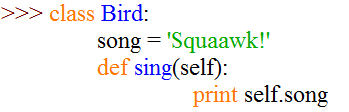 >>> class Bird:
song = 'Squaawk!'
def sing(self):
print self.song